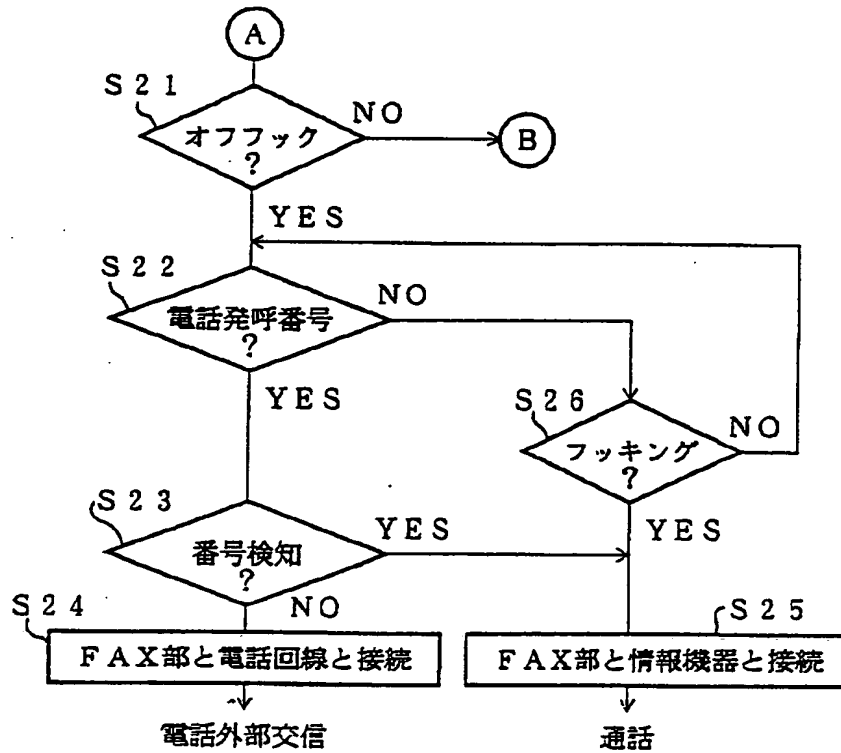 A
S21
オフフック
?
NO
B
YES
S22
電話発呼番号
?
NO
YES
S26
フッキング
?
NO
YES
S23
番号検知
?
YES
NO
S24
FAX部と電話回線と接続
S25
FAX部と情報機器と接続
電話外部交信
通話